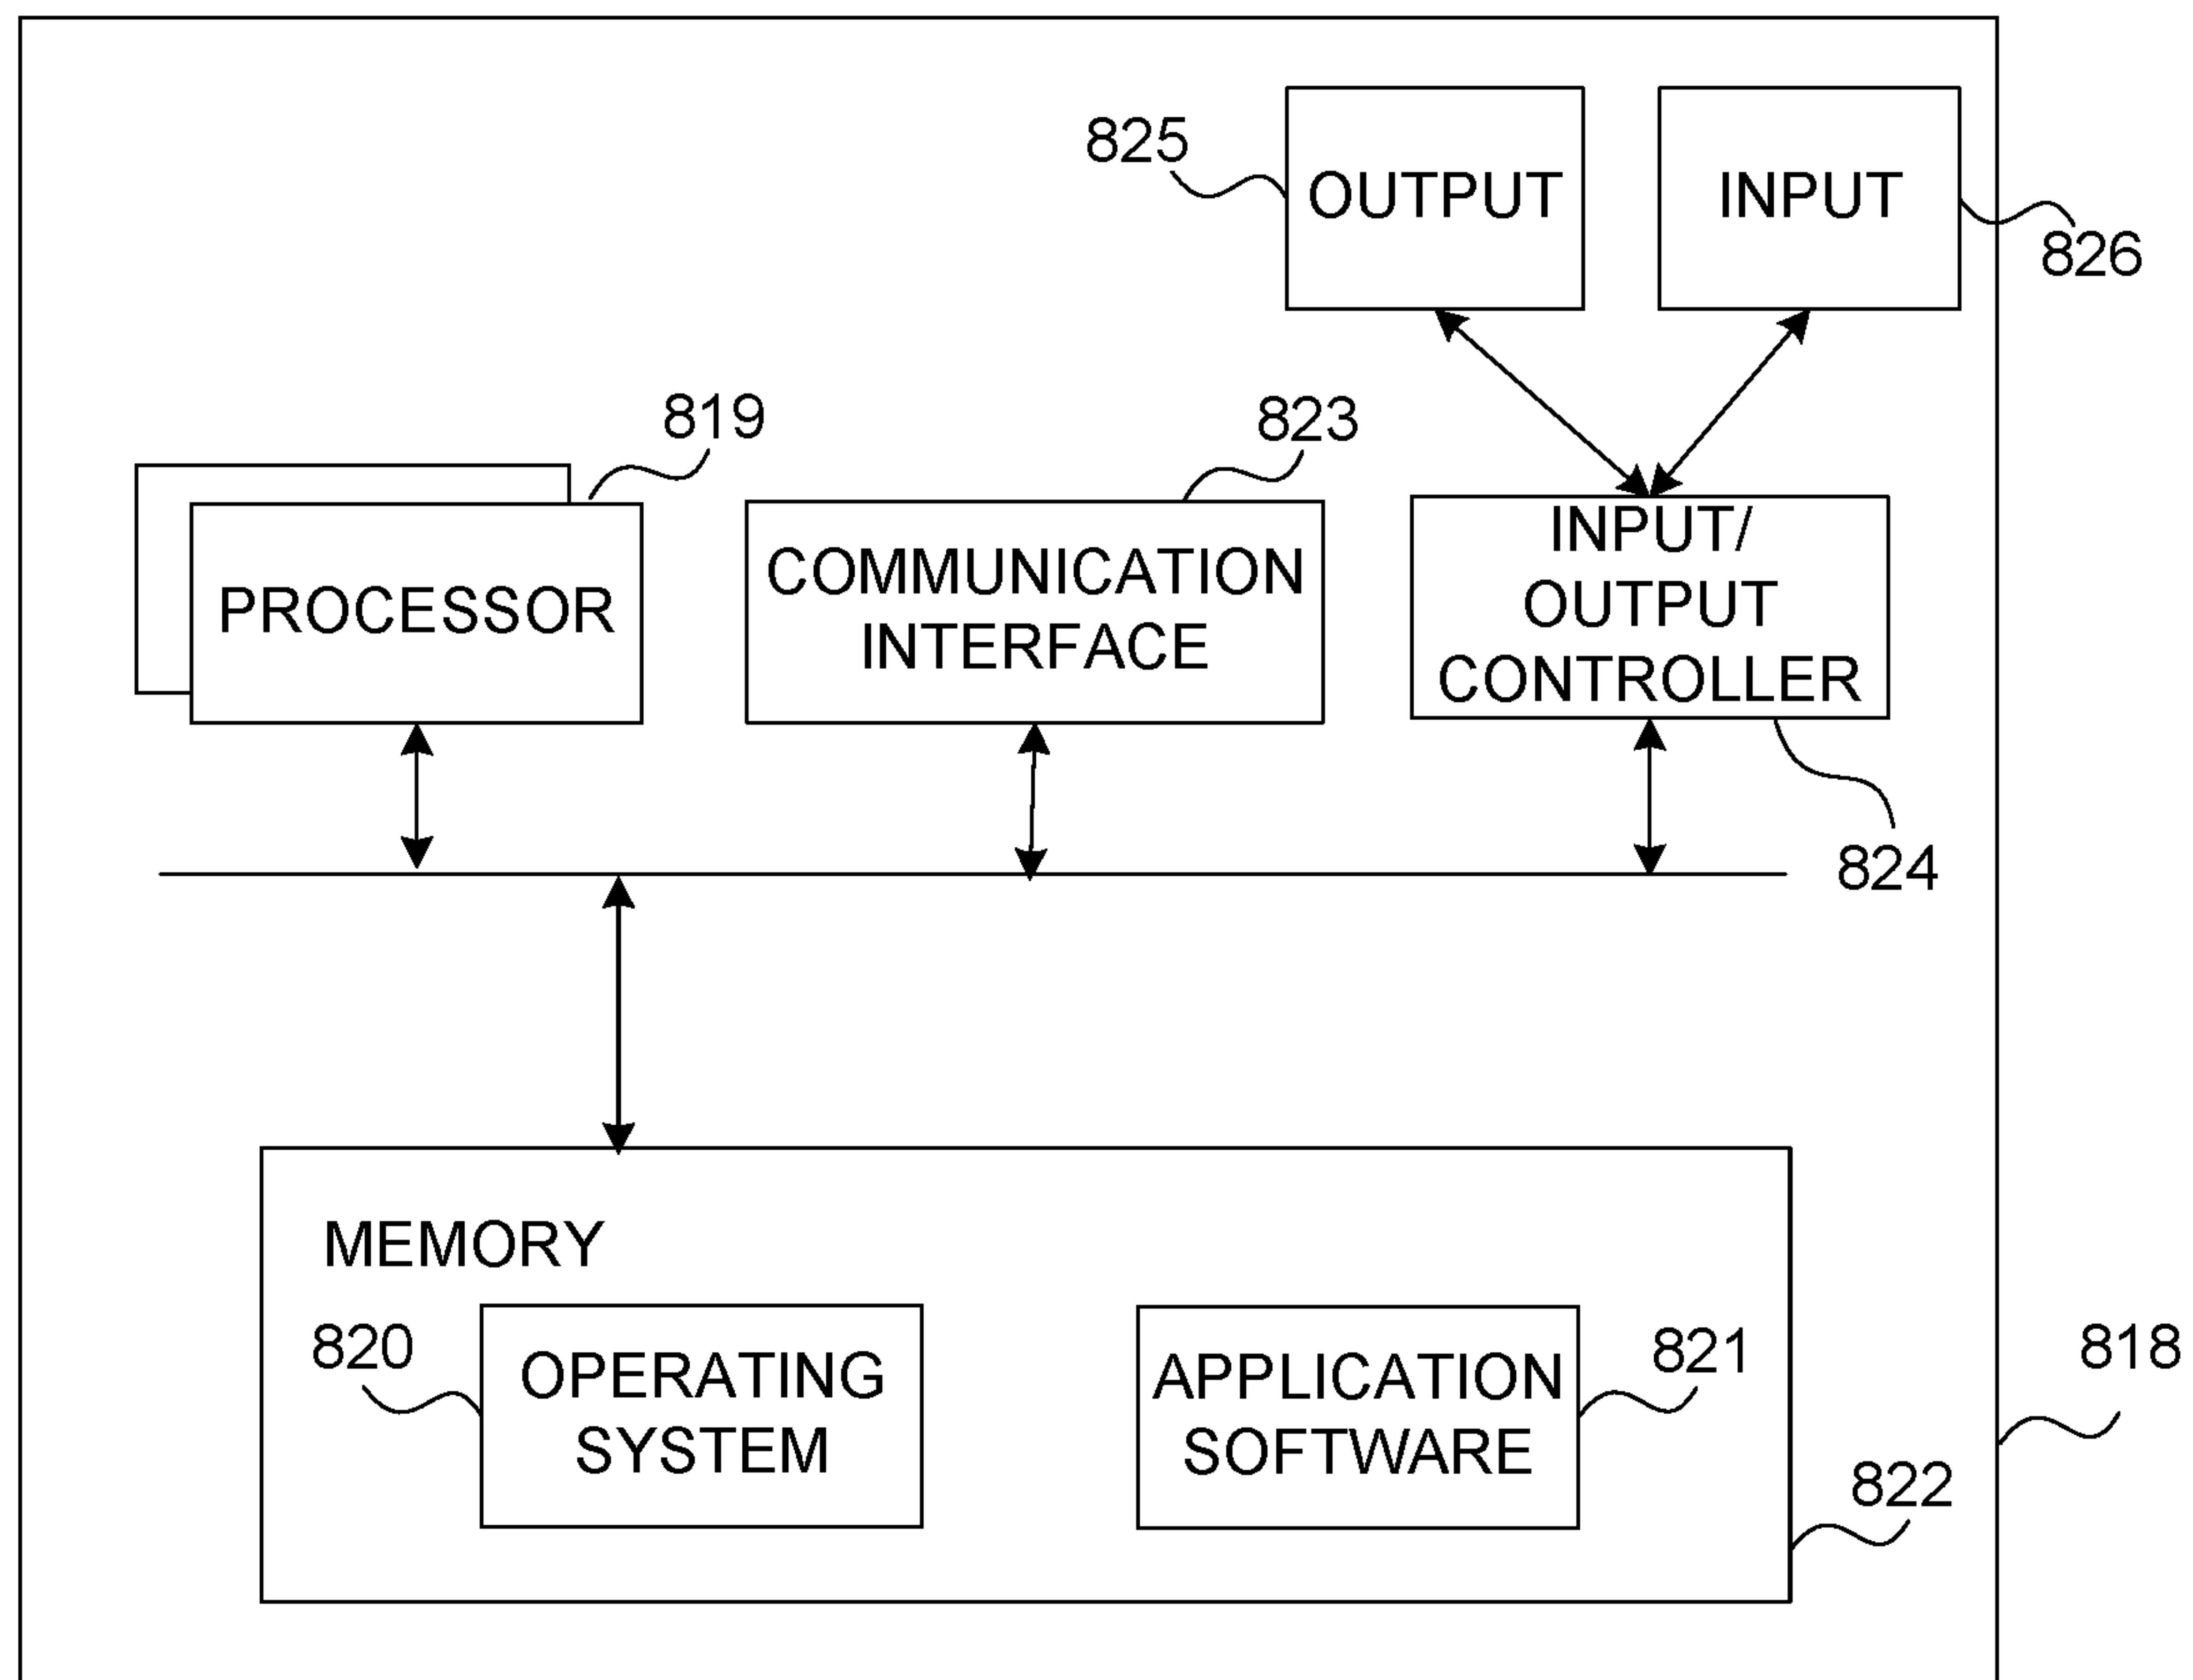 825
OUTPUT
INPUT
826
819
823
PROCESSOR
COMMUNICATION
INTERFACE
INPUT/
OUTPUT
CONTROLLER
824
MEMORY
820
OPERATING
SYSTEM
APPLICATION
SOFTWARE
821
818
822